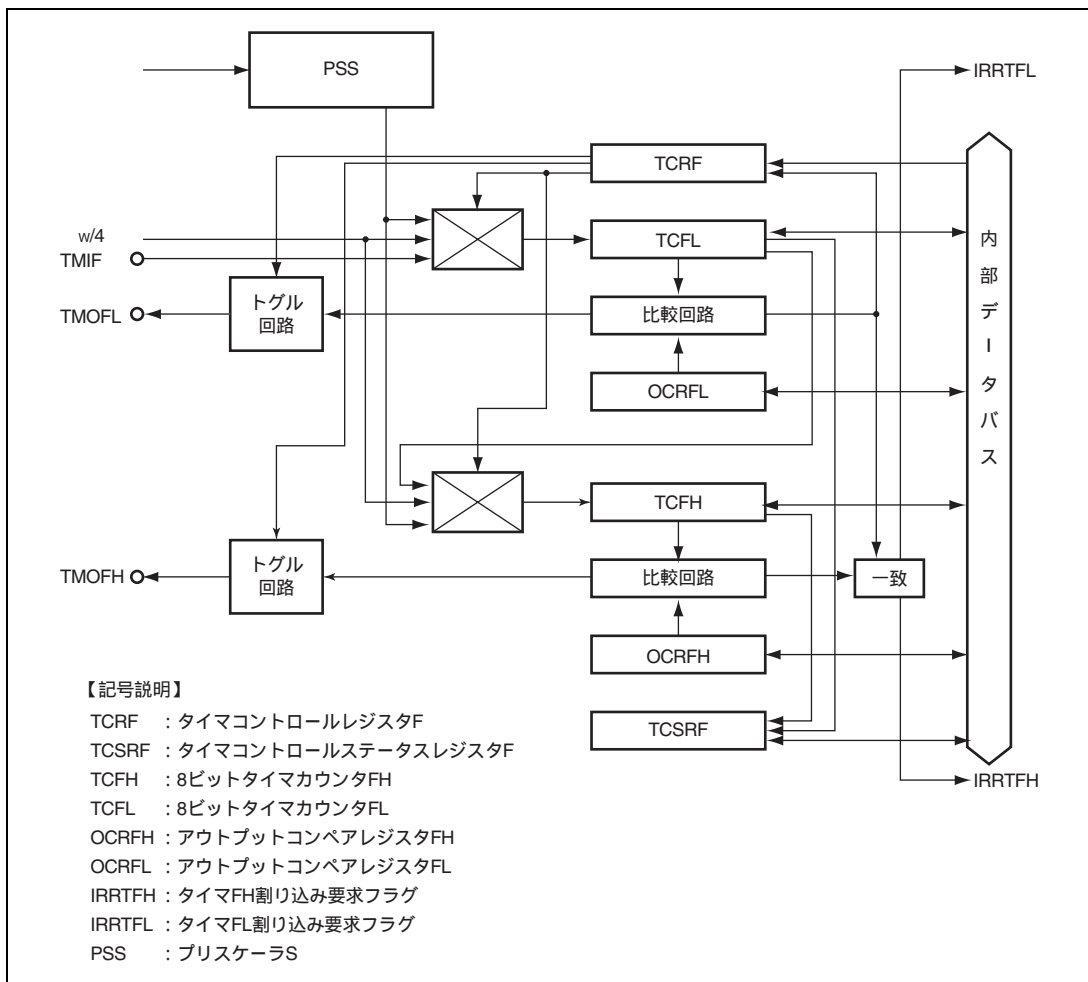 PSS
IRRTFL
TCRF
w/4
TMIF
TCFL
トグル
回路
TMOFL
比較回路
OCRFL
内部データバス
TCFH
トグル
回路
TMOFH
比較回路
一致
OCRFH
TCSRF
IRRTFH
【記号説明】
TCRF :タイマコントロールレジスタF
TCSRF :タイマコントロールステータスレジスタF
TCFH :8ビットタイマカウンタFH
TCFL :8ビットタイマカウンタFL
OCRFH :アウトプットコンペアレジスタFH
OCRFL :アウトプットコンペアレジスタFL
IRRTFH :タイマFH割り込み要求フラグ
IRRTFL :タイマFL割り込み要求フラグ
PSS :プリスケーラS